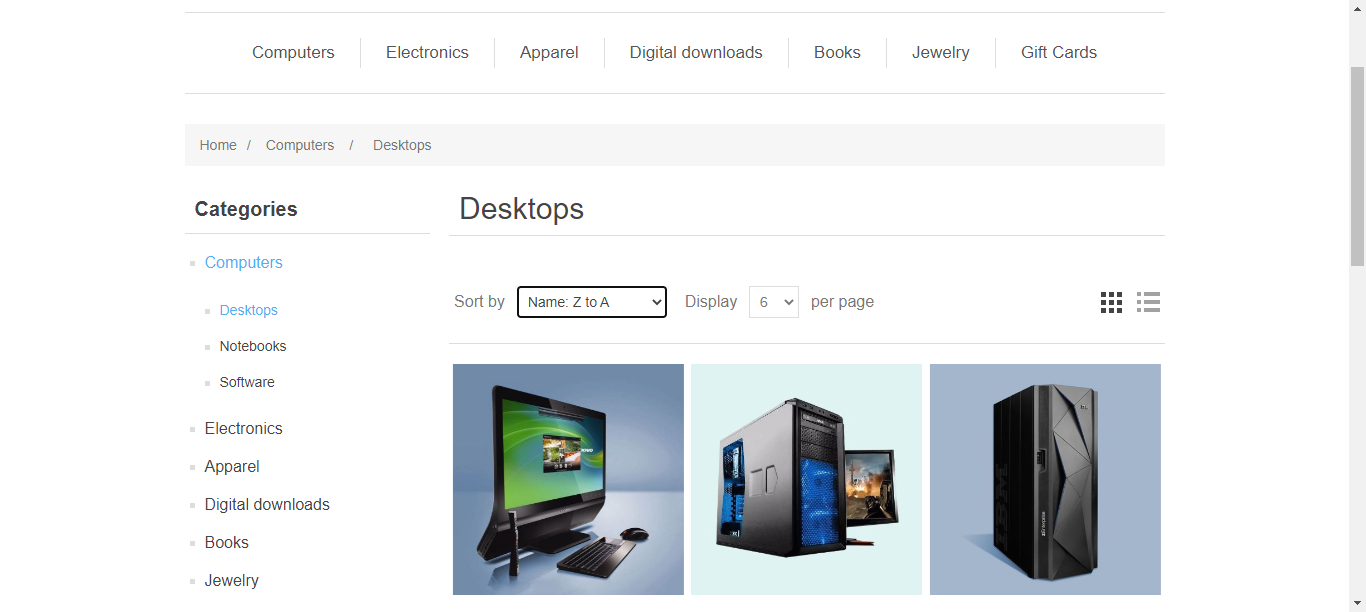 Computers Electronics Apparel Digital downloads Books Jewelry Gift Cards
Home / Computers / Desktops
Categories
Computers
Desktops
Notebooks
Software
Electronics
Apparel
Digital downloads
Books
Jewelry
Desktops
Sort by Name: Z to A Display 6 per page